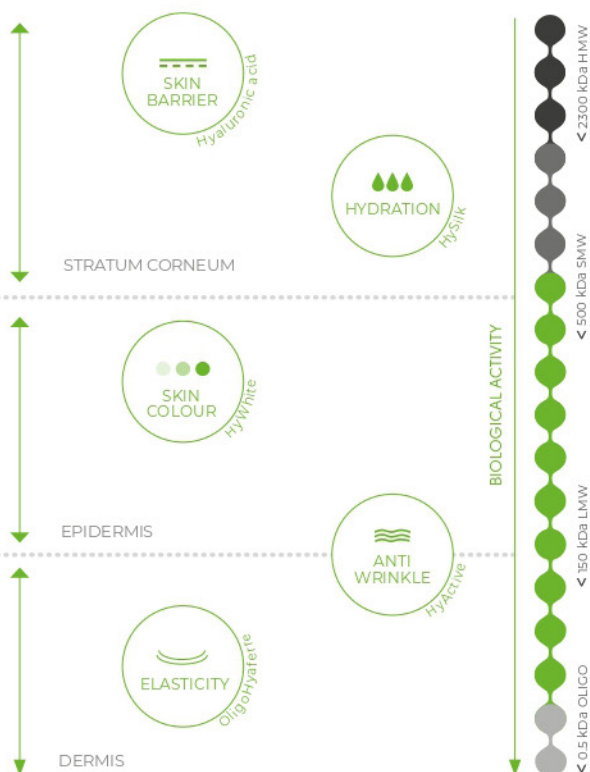 SKIN
BARRIER
Hyaluronic acid
HYDRATION
HySilk
STRATUM CORNEUM
SKIN
COLOUR
HyWhite
EPIDERMIS
ANTI
WRINKLE
HyActive
ELASTICITY
OligoHyaferre
DERMIS
BIOLOGICAL ACTIVITY
< 2300 kDa HMW
< 500 kDa SMW
< 150 kDa LMW
< 0.5 kDa OLIGO